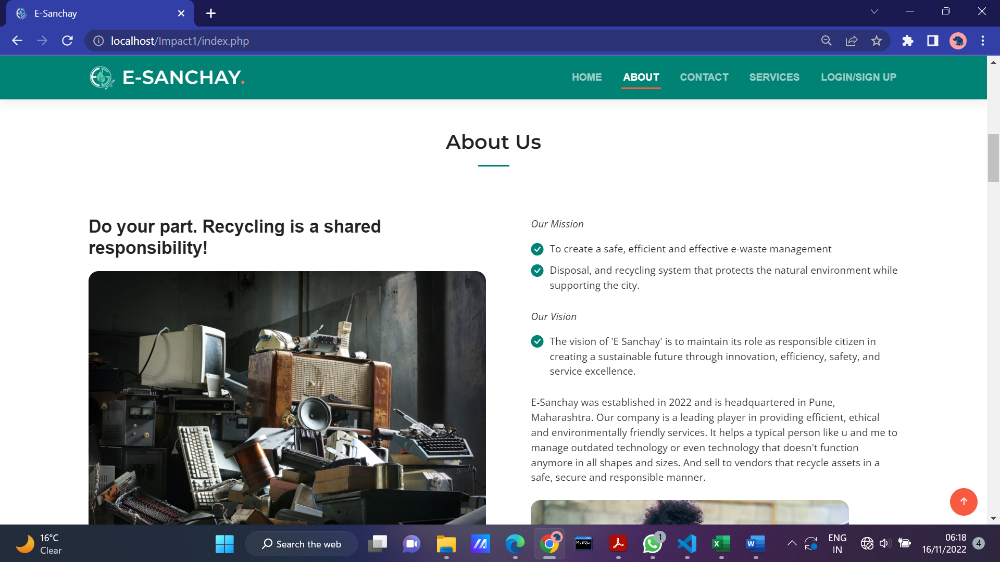 E-Sanchay
localhost/Impact1/index.php
E-SANCHAY.
HOME
ABOUT
CONTACT
SERVICES
LOGIN/SIGN UP
About Us
Do your part. Recycling is a shared
responsibility!
Our Mission
To create a safe, efficient and effective e-waste management
Disposal, and recycling system that protects the natural environment while
supporting the city.
Our Vision
The vision of 'E Sanchay' is to maintain its role as responsible citizen in
creating a sustainable future through innovation, efficiency, safety, and
service excellence.
E-Sanchay was established in 2022 and is headquartered in Pune,
Maharashtra. Our company is a leading player in providing efficient, ethical
and environmentally friendly services. It helps a typical person like u and me to
manage outdated technology or even technology that doesn't function
anymore in all shapes and sizes. And sell to vendors that recycle assets in a
safe, secure and responsible manner.
16°C
Clear
Search the web
MySQL
1
X
W
ENG
IN
06:18
16/11/2022
4